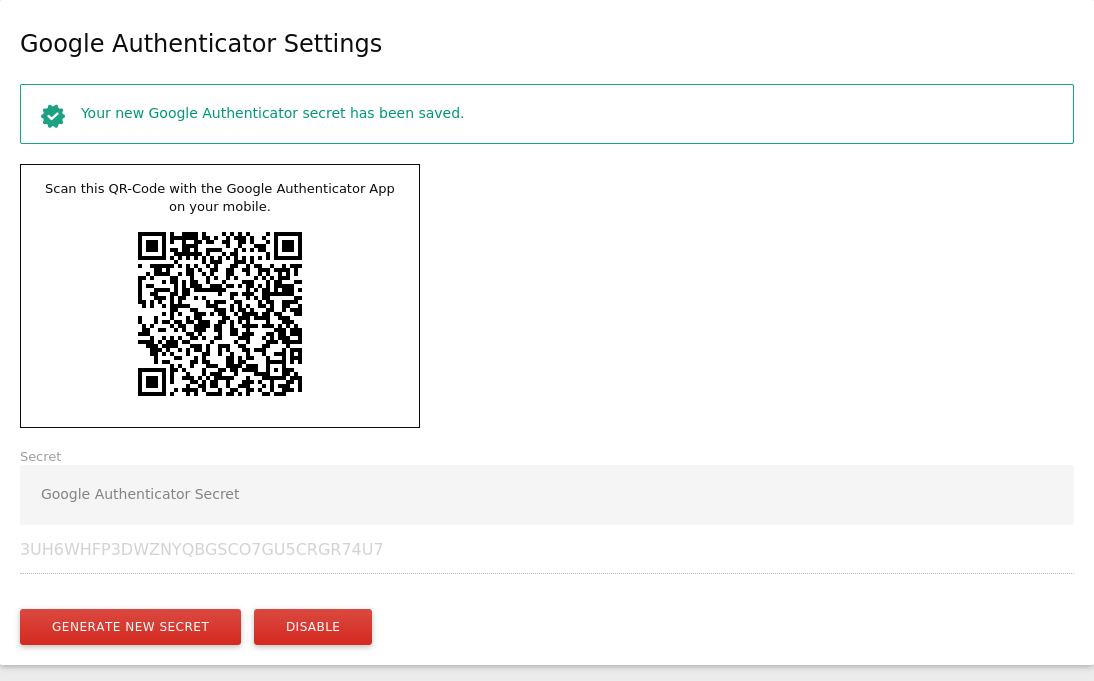 Google Authenticator Settings
Your new Google Authenticator secret has been saved.
Scan this QR-Code with the Google Authenticator App
on your mobile.
Secret
Google Authenticator Secret
3UH6WHFP3DWZNYQBGSCO7GU5CRGR74U7
GENERATE NEW SECRET
DISABLE